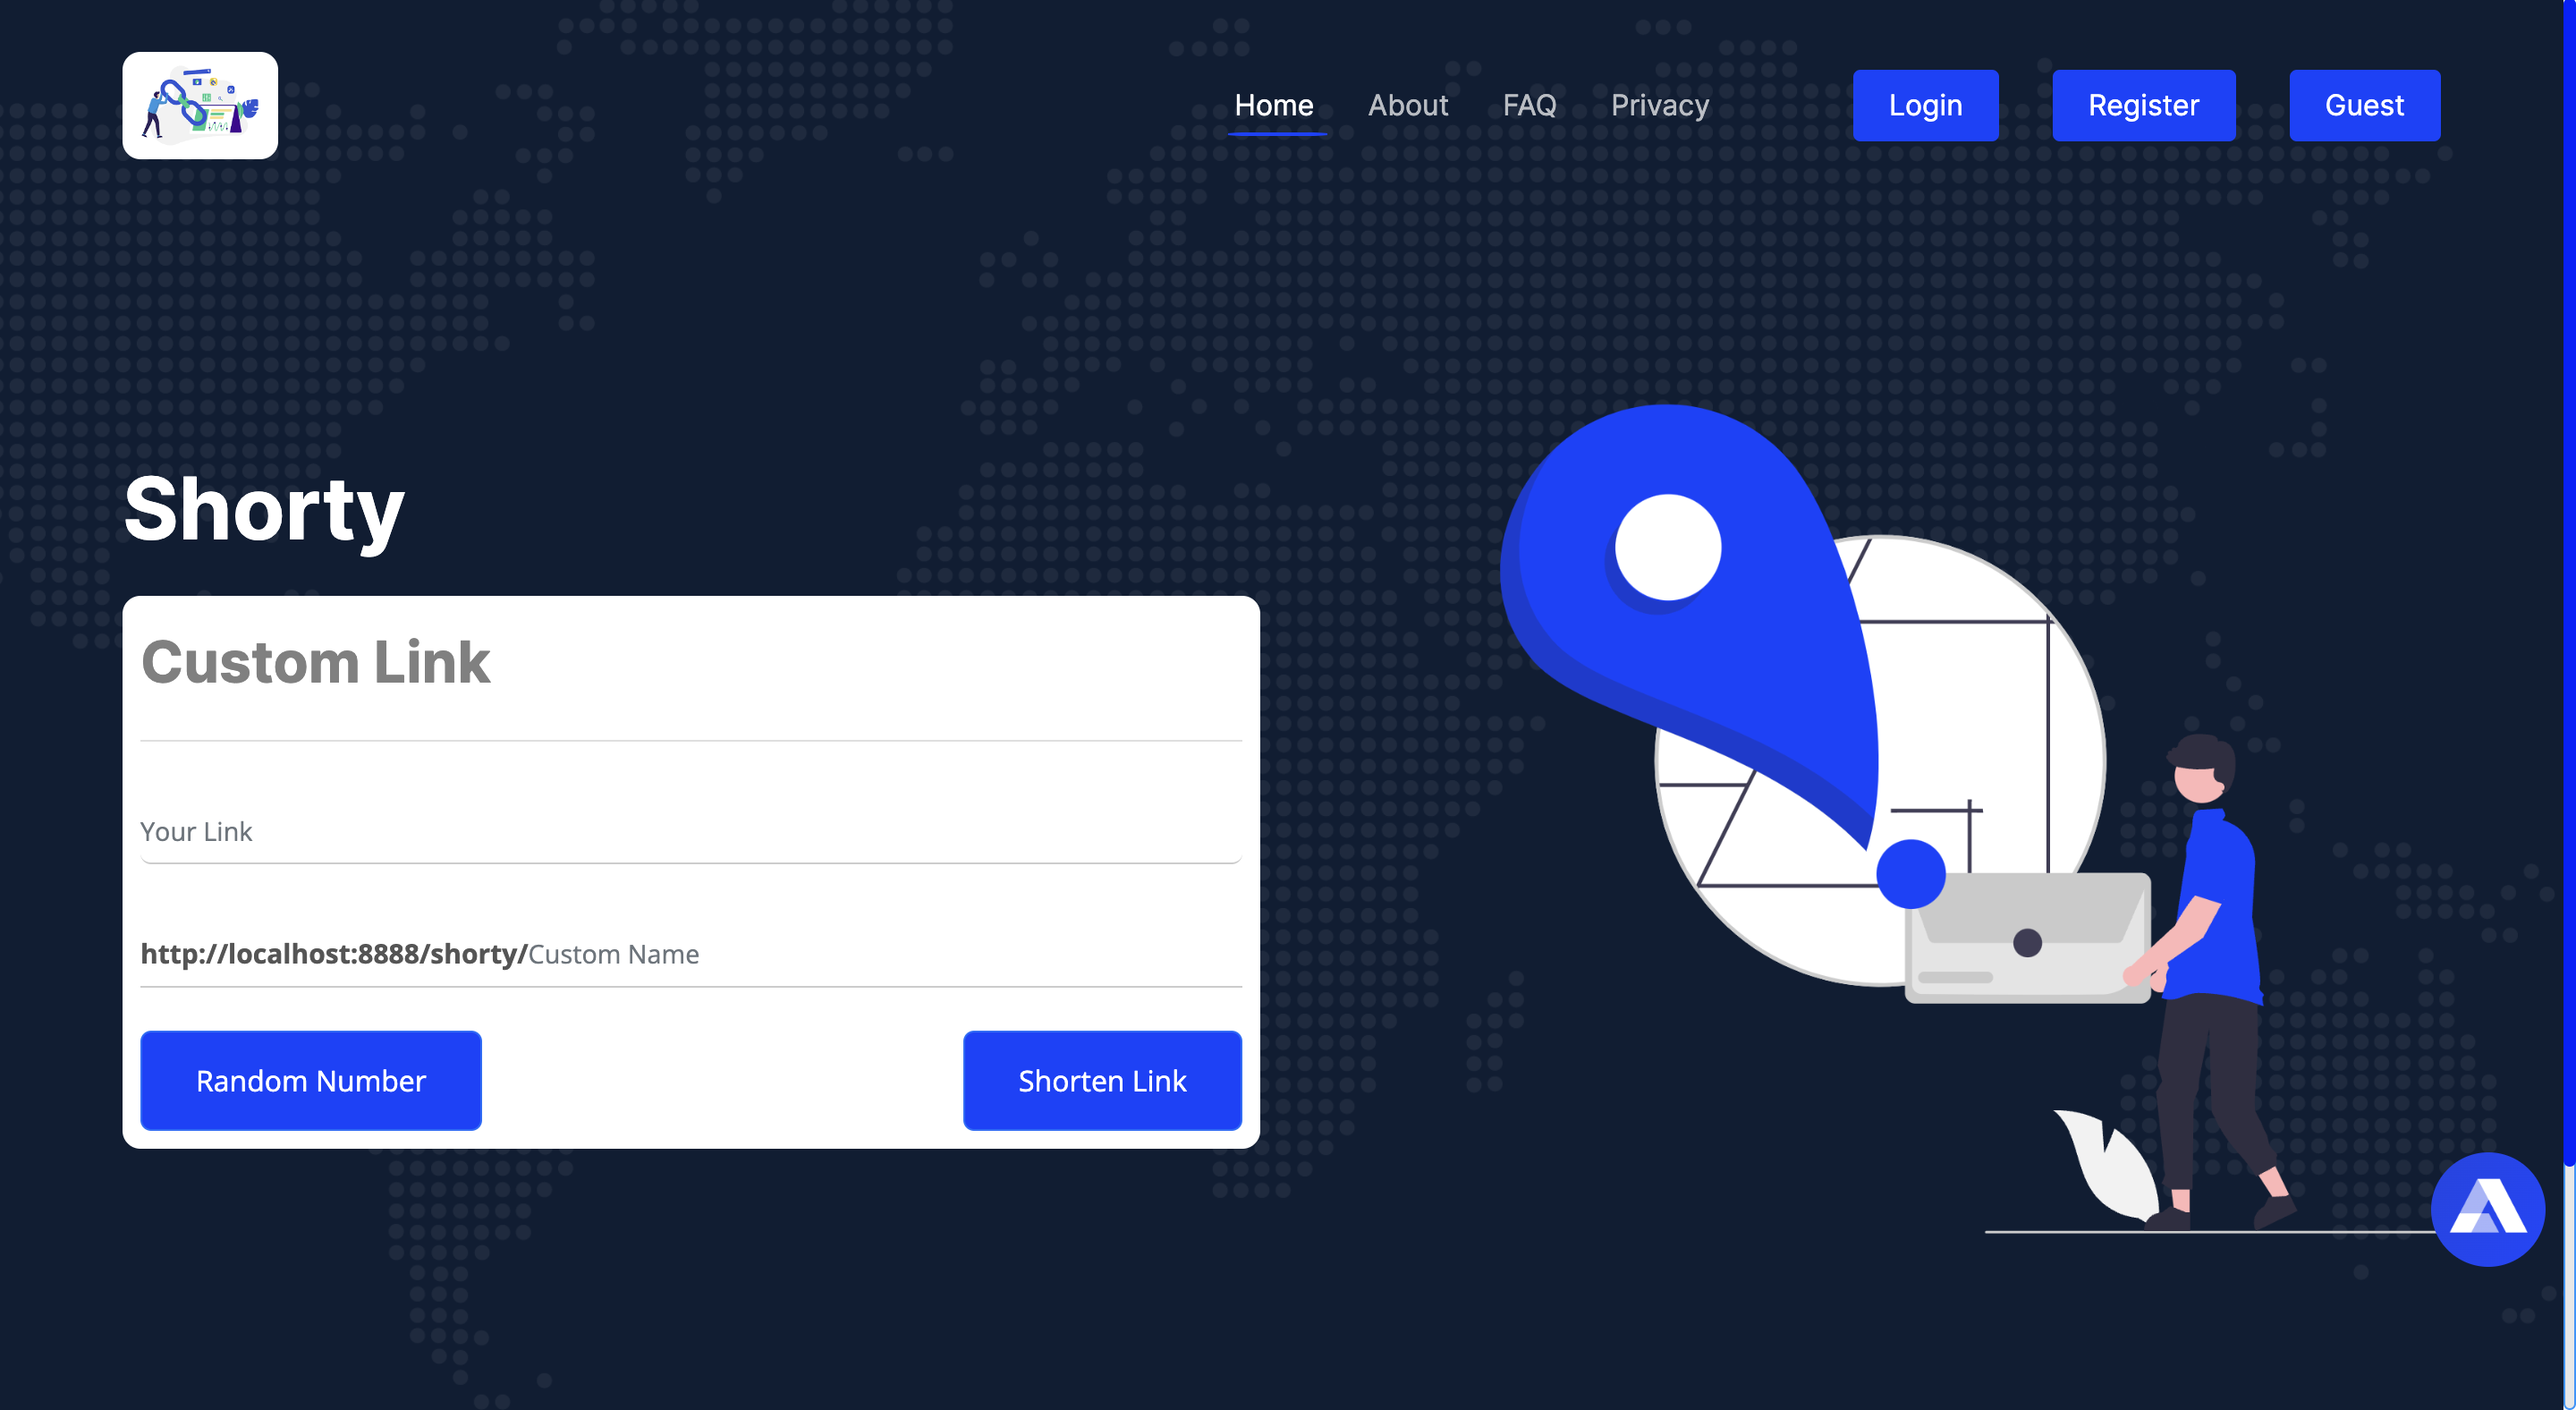 Home About FAQ Privacy Login Register Guest
Shorty
Custom Link
Your Link
http://localhost:8888/shorty/Custom Name
Random Number Shorten Link